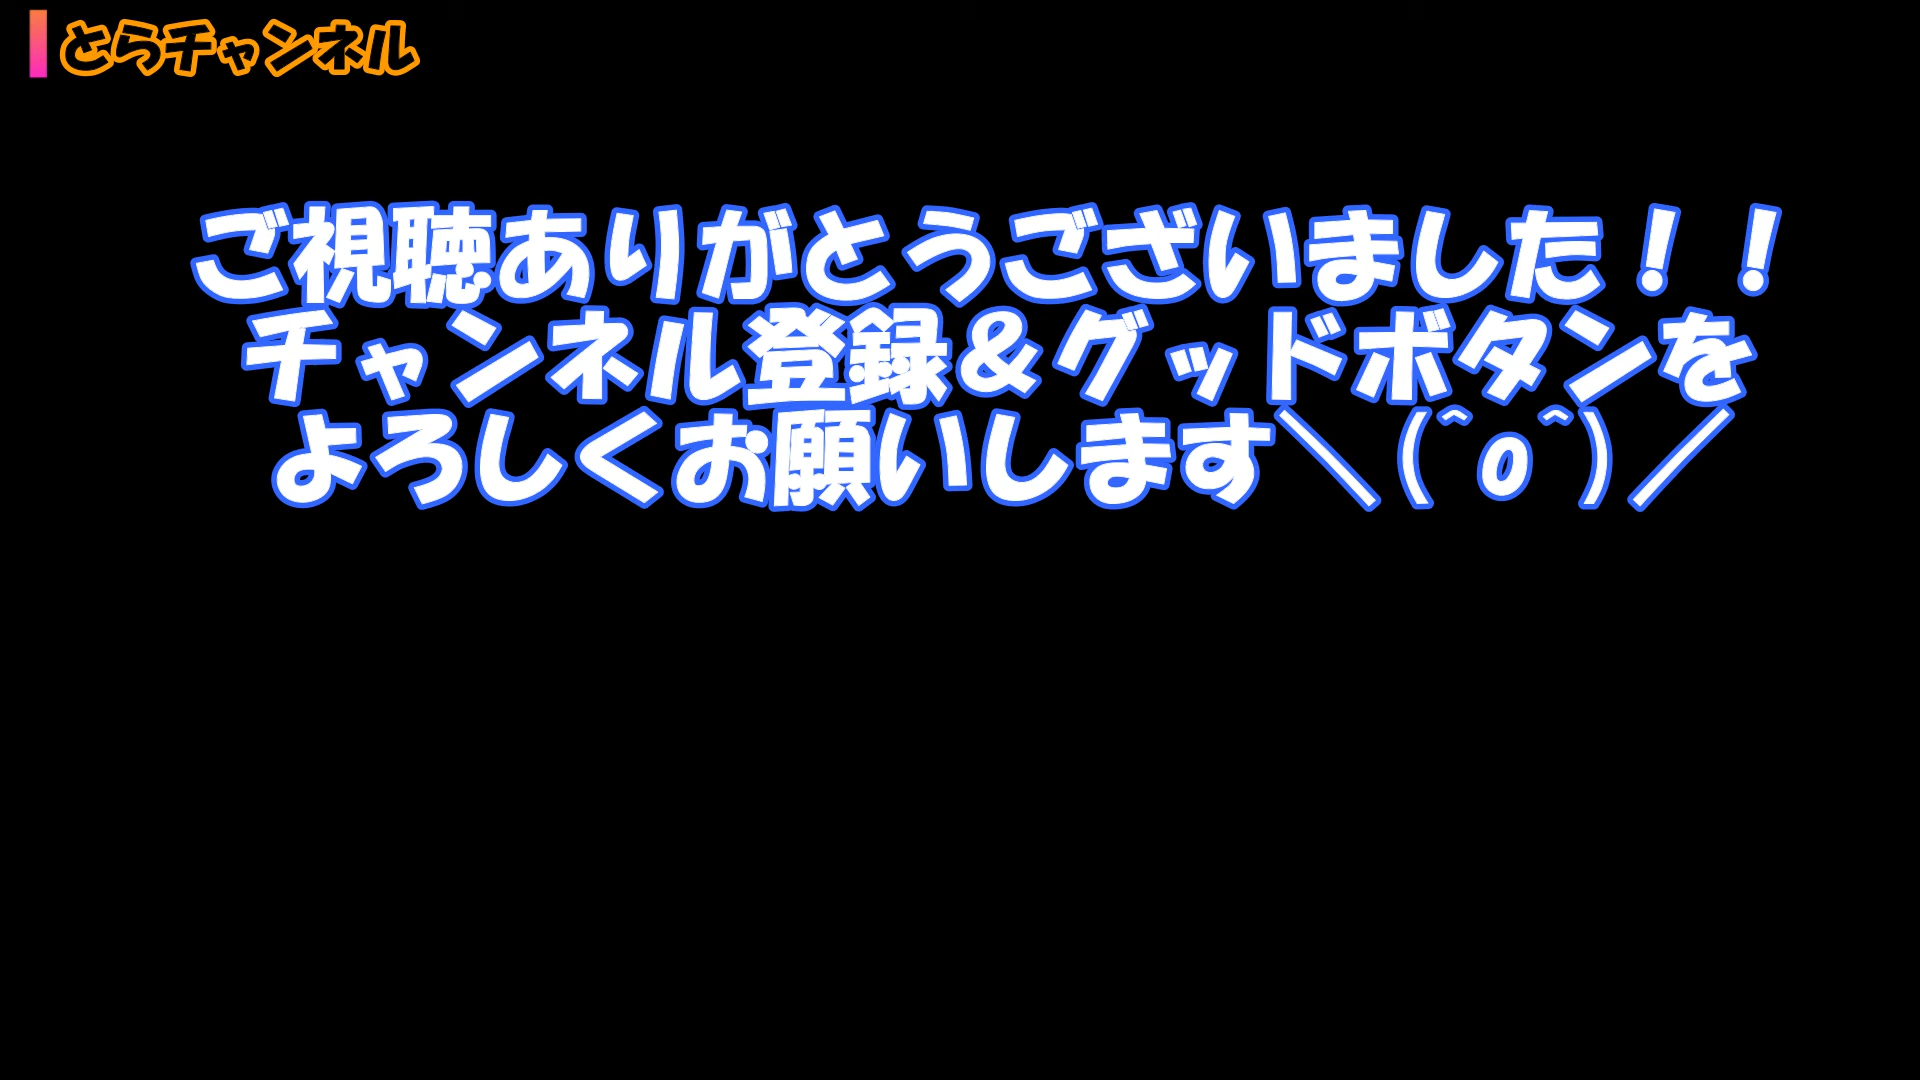 とらチャンネル
ご視聴ありがとうございました！！
チャンネル登録＆グッドボタンを
よろしくお願いします＼(＾o＾)／